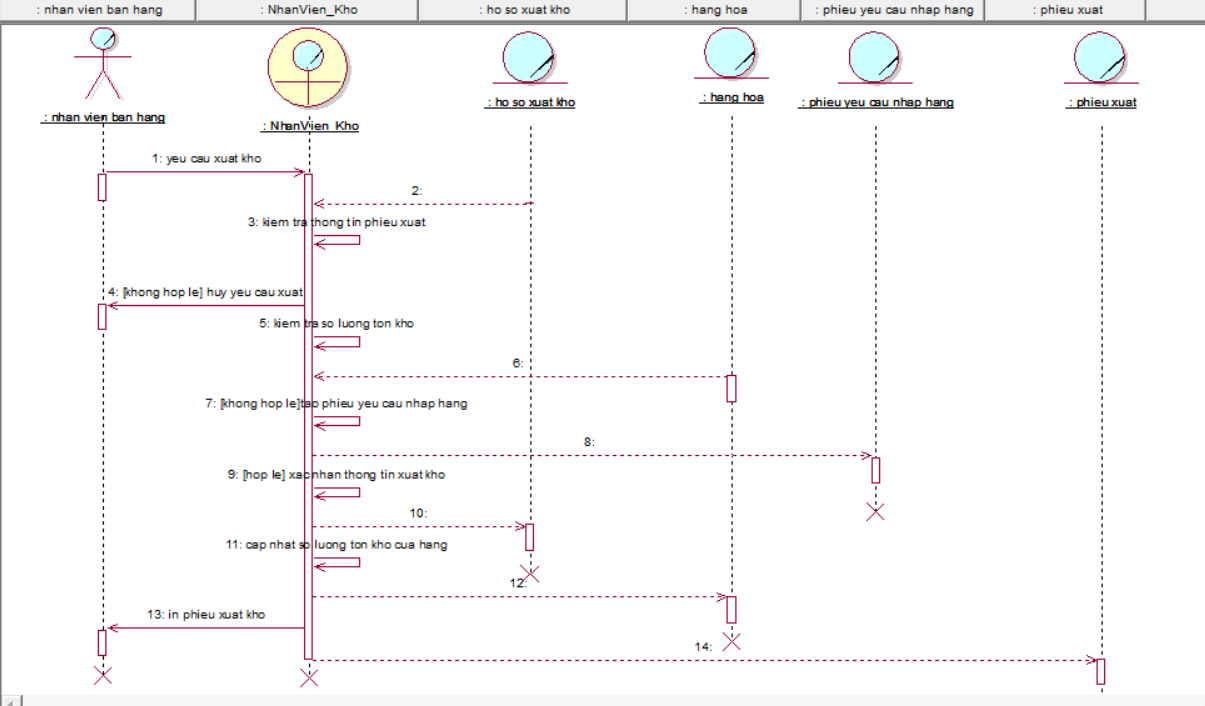 : nhan vien ban hang
: NhanVien_Kho
: ho so xuat kho
: hang hoa
: phieu yeu cau nhap hang
: phieu xuat
: nhan vien ban hang
: NhanVien_Kho
: ho so xuat kho
: hang hoa
: phieu yeu cau nhap hang
: phieu xuat
1: yeu cau xuat kho
2:
3: kiem tra thong tin phieu xuat
4: [khong hop le] huy yeu cau xuat
5: kiem tra so luong ton kho
6:
7: [khong hop le]tao phieu yeu cau nhap hang
8:
9: [hop le] xac nhan thong tin xuat kho
10:
11: cap nhat so luong ton kho cua hang
12:
13: in phieu xuat kho
14: